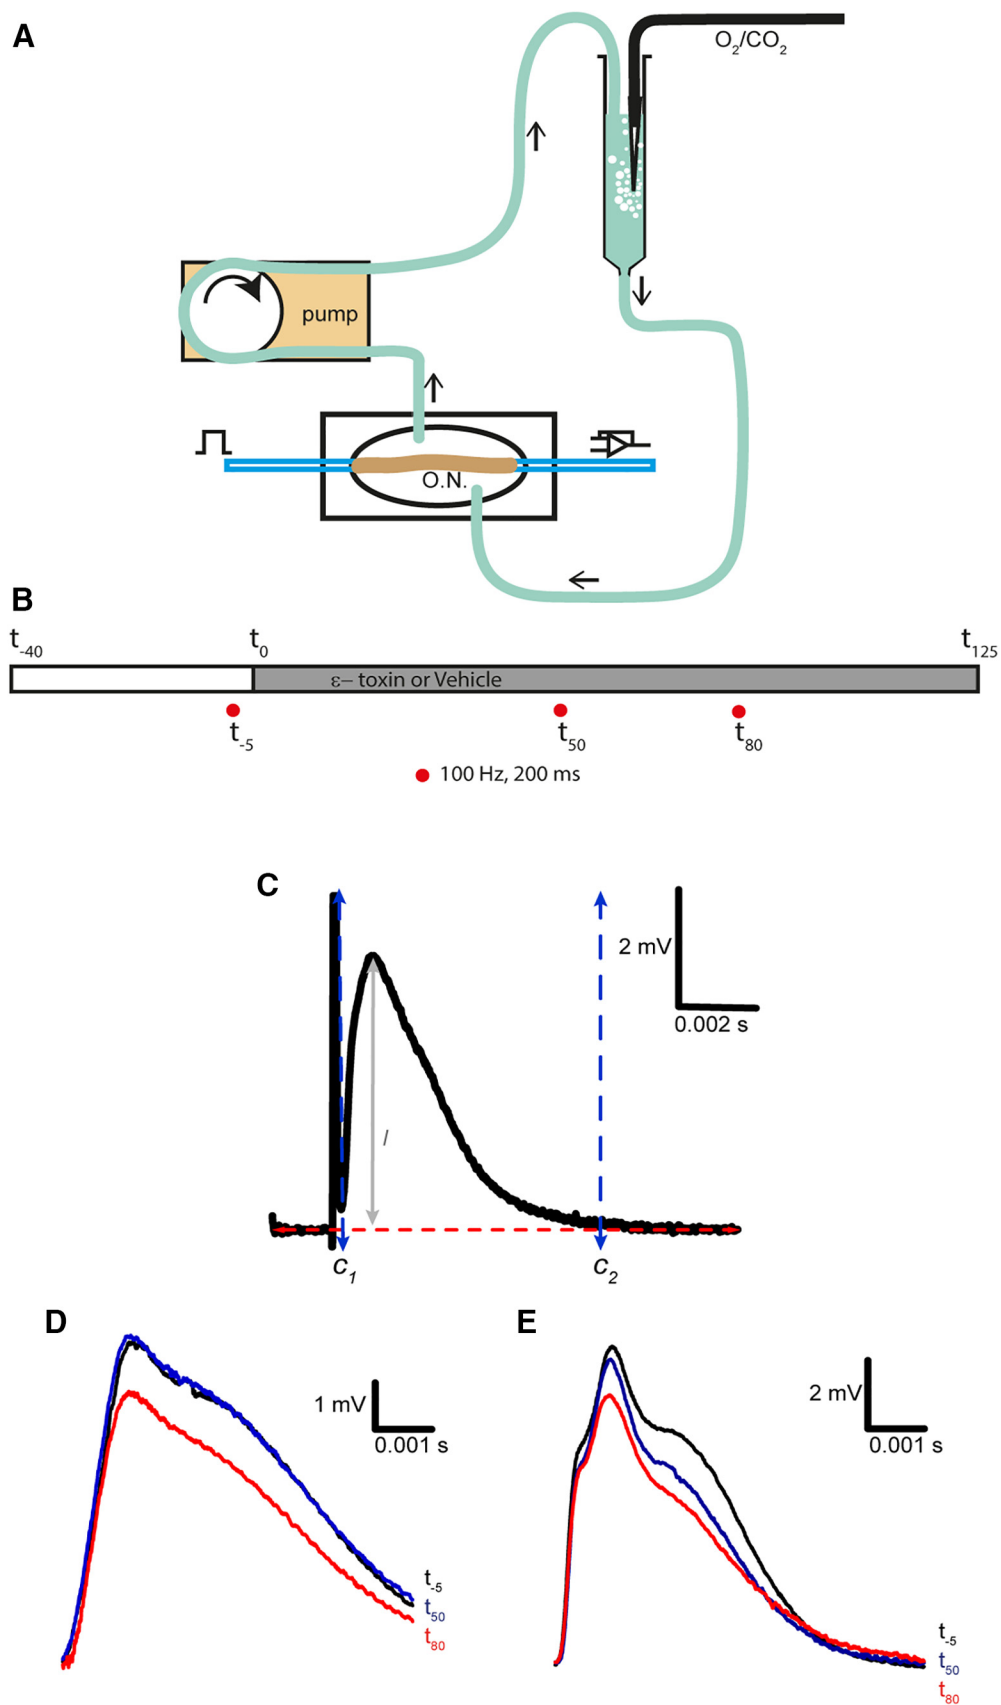 A
O₂/CO₂
pump
O.N.
B
t₋₄₀ t₀ t₁₂₅
ε– toxin or Vehicle
t₋₅ t₅₀ t₈₀
100 Hz, 200 ms
C
2 mV
0.002 s
l
c₁ c₂
D E
1 mV 2 mV
0.001 s 0.001 s
t₋₅
t₅₀
t₈₀
t₋₅
t₅₀
t₈₀